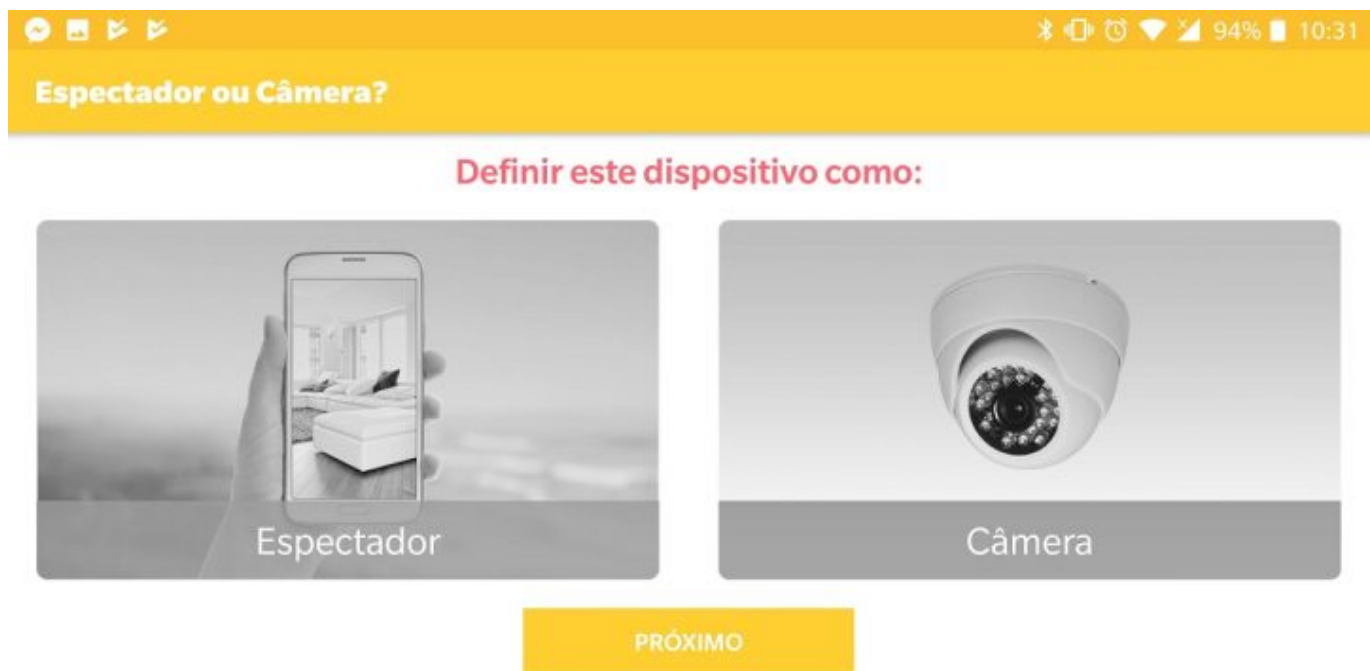 94% 10:31
Espectador ou Câmera?
Definir este dispositivo como:
Espectador
Câmera
PRÓXIMO